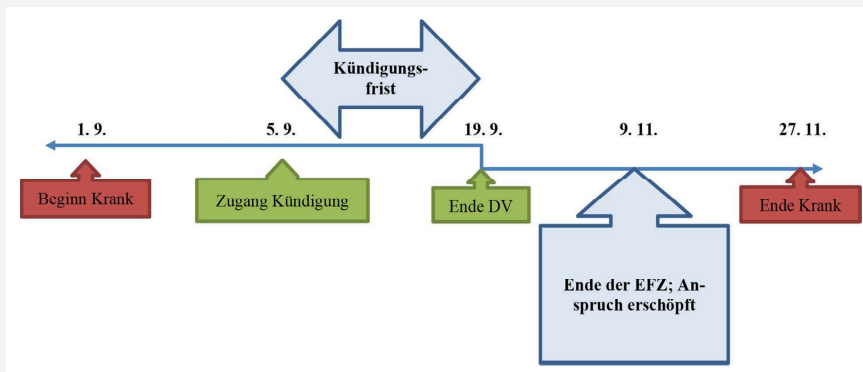 Kündigungs-
frist
1. 9.
5. 9.
19. 9.
9. 11.
27. 11.
Beginn Krank
Zugang Kündigung
Ende DV
Ende Krank
Ende der EFZ; An-
spruch erschöpft